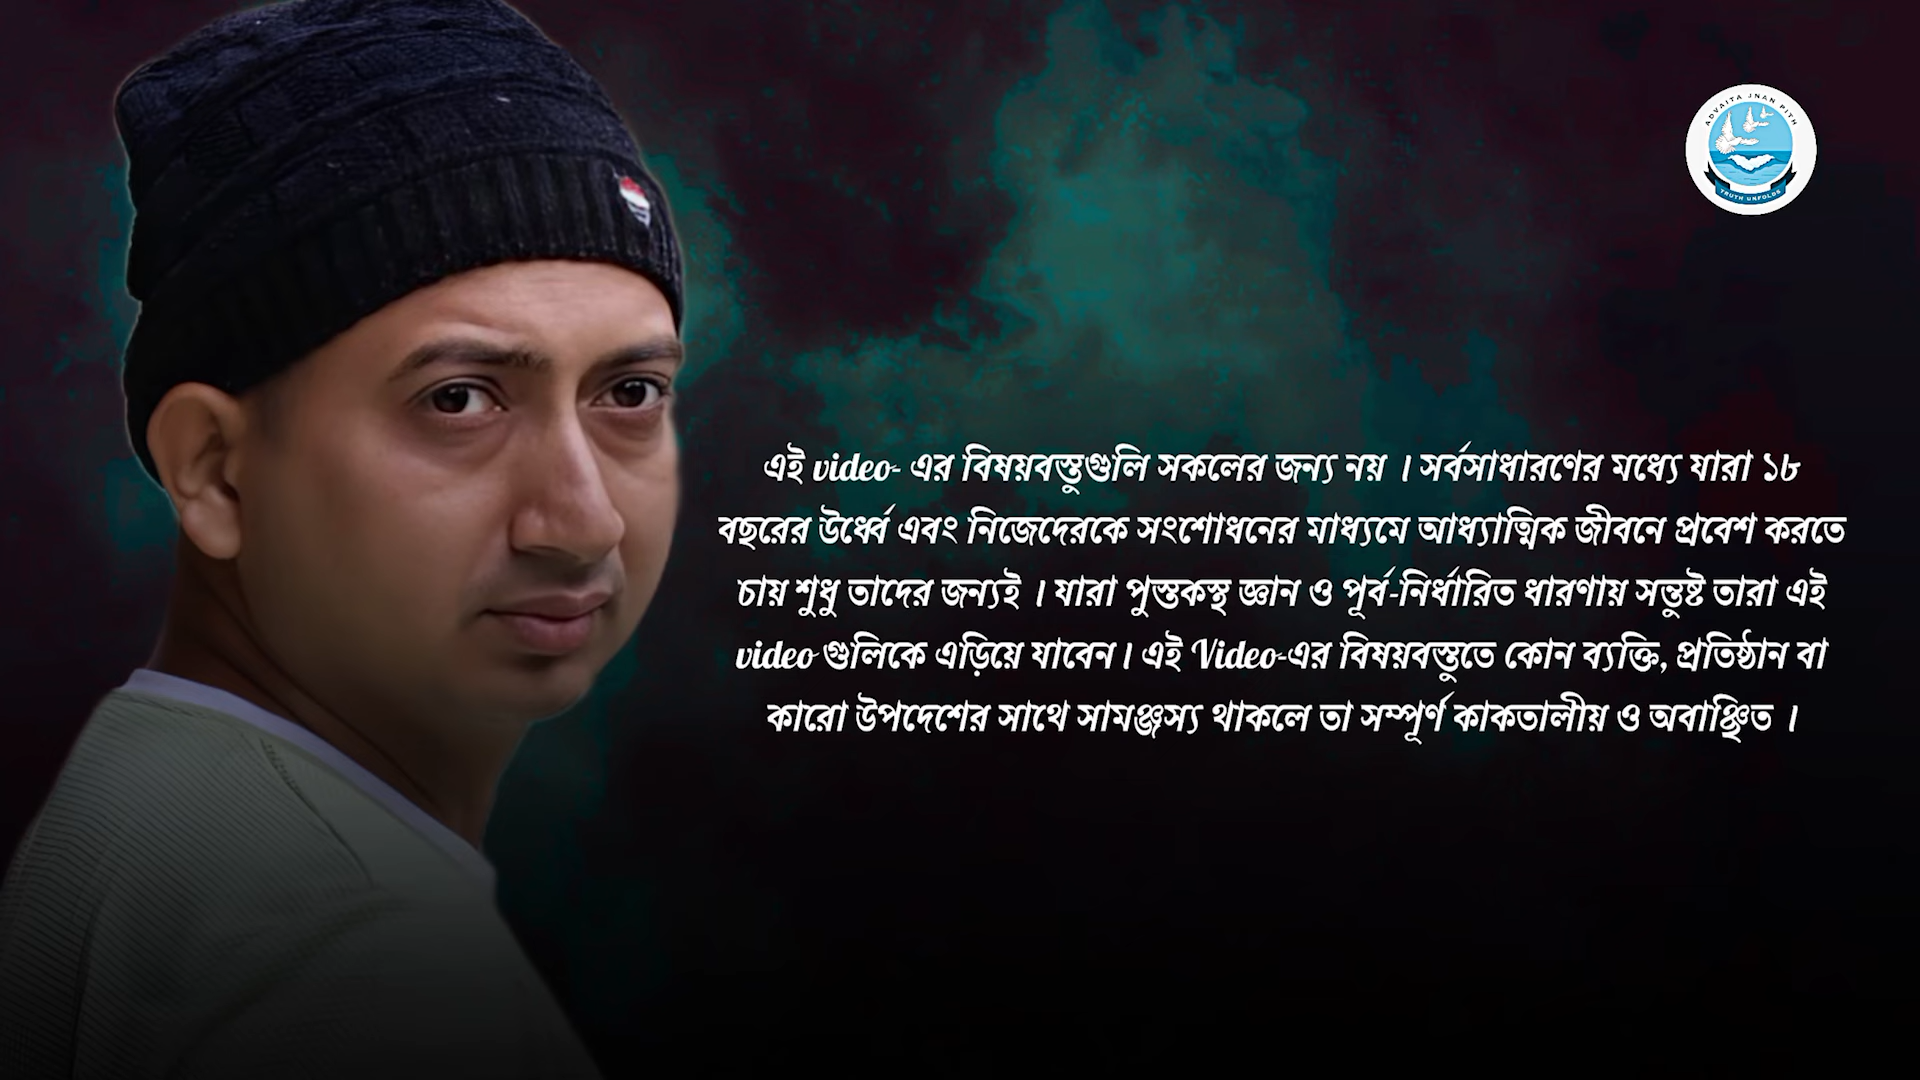 ADVAITA JNAN PITH
TRUTH UNFOLDS
এই video- এর বিষয়বস্তুগুলি সকলের জন্য নয় । সর্বসাধারণের মধ্যে যারা ১৮
বছরের উর্ধ্বে এবং নিজেদেরকে সংশোধনের মাধ্যমে আধ্যাত্মিক জীবনে প্রবেশ করতে
চায় শুধু তাদের জন্যই । যারা পুস্তকস্থ জ্ঞান ও পূর্ব-নির্ধারিত ধারণায় সন্তুষ্ট তারা এই
video গুলিকে এড়িয়ে যাবেন। এই Video-এর বিষয়বস্তুতে কোন ব্যক্তি, প্রতিষ্ঠান বা
কারো উপদেশের সাথে সামঞ্জস্য থাকলে তা সম্পূর্ণ কাকতালীয় ও অবাঞ্ছিত ।